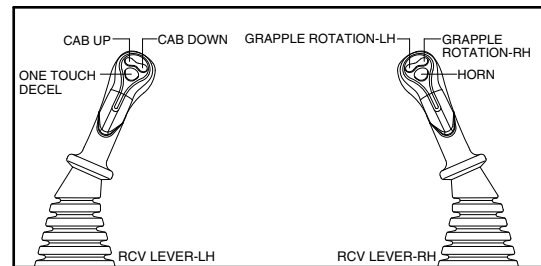 CAB UP
CAB DOWN
ONE TOUCH
DECEL
RCV LEVER-LH
GRAPPLE ROTATION-LH
GRAPPLE
ROTATION-RH
HORN
RCV LEVER-RH